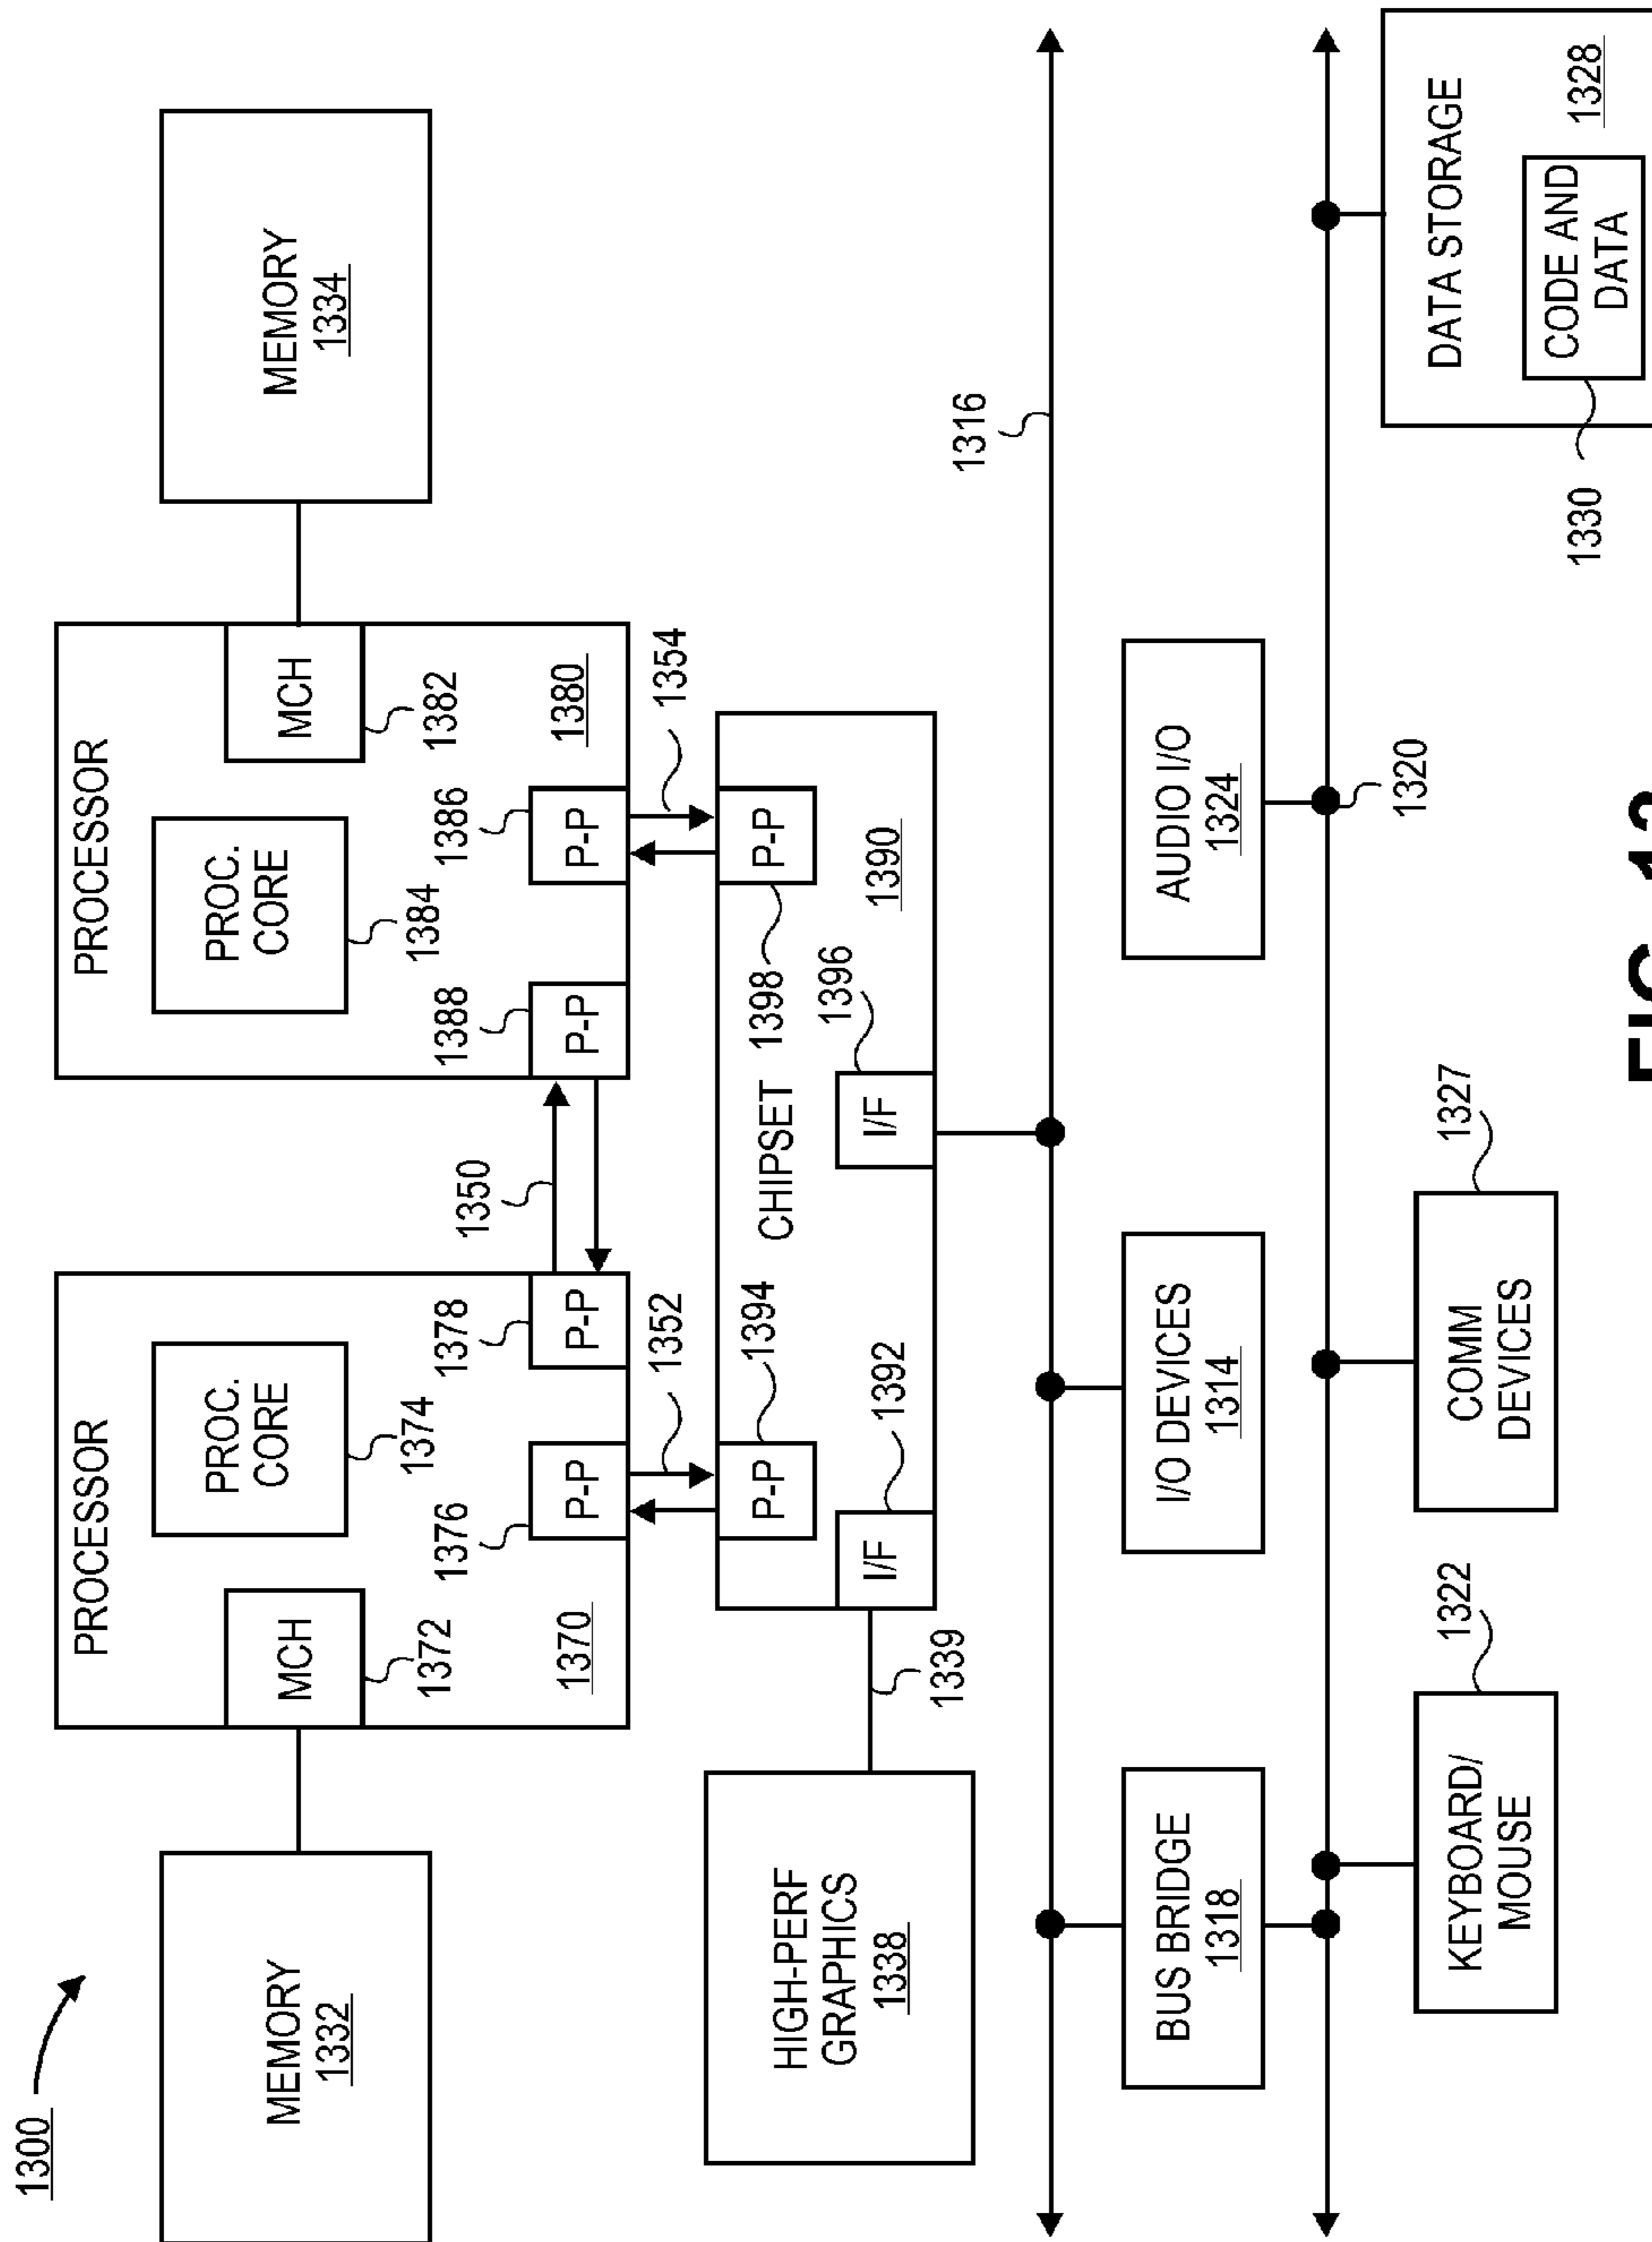 1300
PROCESSOR
PROCESSOR
MEMORY
1332
MCH
1372
PROC.
CORE
1374
1376
P-P
1378
P-P
1370
1350
PROC.
CORE
1384
MCH
1382
1388
P-P
1386
P-P
1380
MEMORY
1334
1352
1354
HIGH-PERF
GRAPHICS
1338
1339
P-P
1394
CHIPSET
P-P
1398
1390
I/F
1392
I/F
1396
1316
BUS BRIDGE
1318
I/O DEVICES
1314
AUDIO I/O
1324
1320
KEYBOARD/
MOUSE
1322
COMM
DEVICES
1327
DATA STORAGE
CODE AND
DATA
1328
1330
FIG. 13